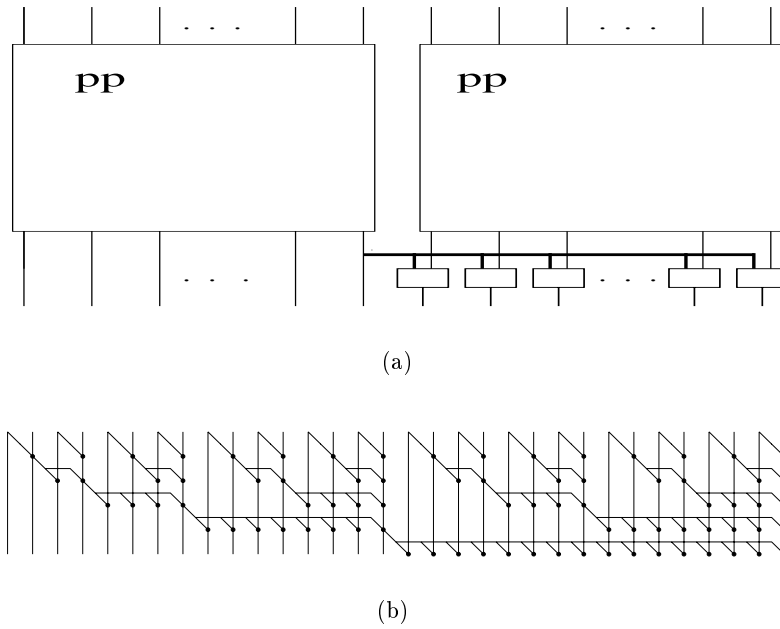 . . . . . .
pp pp
. . . . . .
(a)
(b)